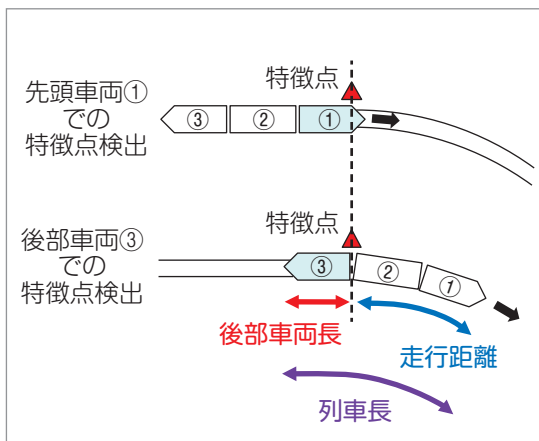 特徴点
先頭車両①
での
特徴点検出
③ ② ①
特徴点
後部車両③
での
特徴点検出
③ ② ①
後部車両長
走行距離
列車長